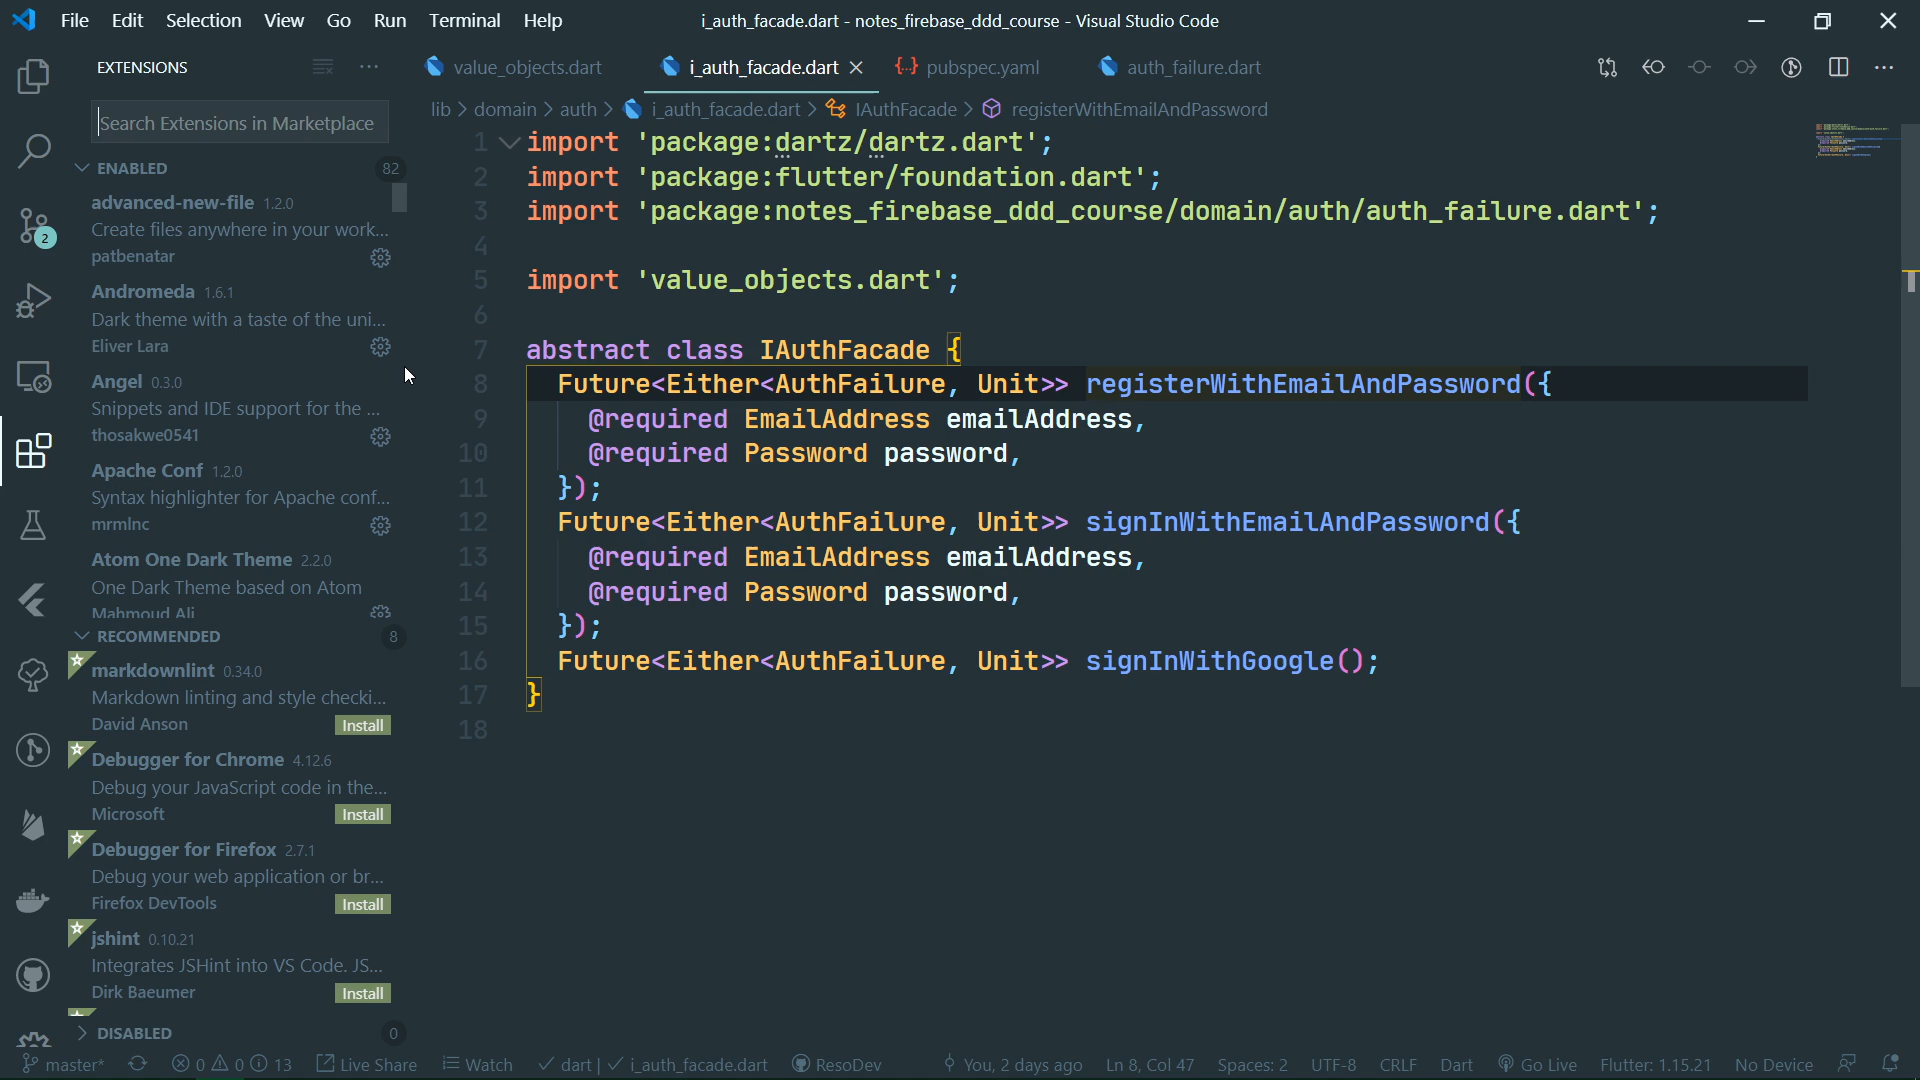 File Edit Selection View Go Run Terminal Help
i_auth_facade.dart - notes_firebase_ddd_course - Visual Studio Code
EXTENSIONS
Search Extensions in Marketplace
ENABLED 82
advanced-new-file 1.2.0
Create files anywhere in your work...
patbenatar
Andromeda 1.6.1
Dark theme with a taste of the uni...
Eliver Lara
Angel 0.3.0
Snippets and IDE support for the ...
thosakwe0541
Apache Conf 1.2.0
Syntax highlighter for Apache conf...
mrmlnc
Atom One Dark Theme 2.2.0
One Dark Theme based on Atom
Mahmoud Ali
RECOMMENDED 8
markdownlint 0.34.0
Markdown linting and style checki...
David Anson Install
Debugger for Chrome 4.12.6
Debug your JavaScript code in the...
Microsoft Install
Debugger for Firefox 2.7.1
Debug your web application or br...
Firefox DevTools Install
jshint 0.10.21
Integrates JSHint into VS Code. JS...
Dirk Baeumer Install
DISABLED 0
2
value_objects.dart i_auth_facade.dart pubspec.yaml auth_failure.dart
lib > domain > auth > i_auth_facade.dart > IAuthFacade > registerWithEmailAndPassword
1 import 'package:dartz/dartz.dart';
2 import 'package:flutter/foundation.dart';
3 import 'package:notes_firebase_ddd_course/domain/auth/auth_failure.dart';
4
5 import 'value_objects.dart';
6
7 abstract class IAuthFacade {
8 Future<Either<AuthFailure, Unit>> registerWithEmailAndPassword({
9 @required EmailAddress emailAddress,
10 @required Password password,
11 });
12 Future<Either<AuthFailure, Unit>> signInWithEmailAndPassword({
13 @required EmailAddress emailAddress,
14 @required Password password,
15 });
16 Future<Either<AuthFailure, Unit>> signInWithGoogle();
17 }
18
master* 0 0 13 Live Share Watch dart | i_auth_facade.dart ResoDev You, 2 days ago Ln 8, Col 47 Spaces: 2 UTF-8 CRLF Dart Go Live Flutter: 1.15.21 No Device